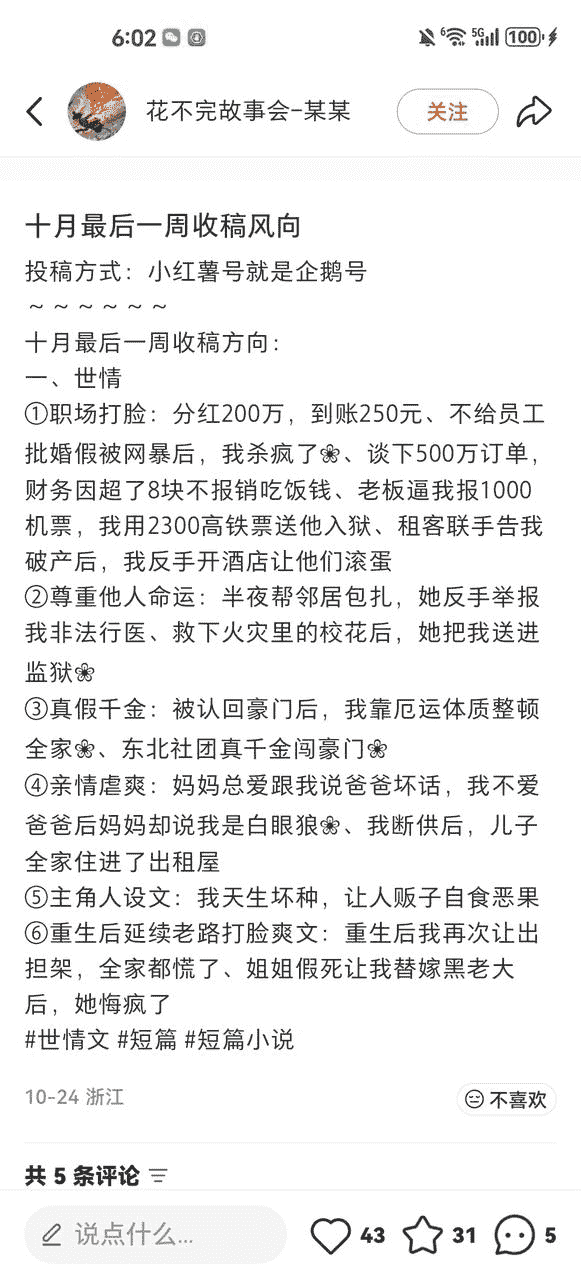 6:02
6
5G
100
花不完故事会-某某
关注
十月最后一周收稿风向
投稿方式：小红薯号就是企鹅号
～～～～～～
十月最后一周收稿方向：
一、世情
①职场打脸：分红200万，到账250元、不给员工
批婚假被网暴后，我杀疯了❀、谈下500万订单，
财务因超了8块不报销吃饭钱、老板逼我报1000
机票，我用2300高铁票送他入狱、租客联手告我
破产后，我反手开酒店让他们滚蛋
②尊重他人命运：半夜帮邻居包扎，她反手举报
我非法行医、救下火灾里的校花后，她把我送进
监狱❀
③真假千金：被认回豪门后，我靠厄运体质整顿
全家❀、东北社团真千金闯豪门❀
④亲情虐爽：妈妈总爱跟我说爸爸坏话，我不爱
爸爸后妈妈却说我是白眼狼❀、我断供后，儿子
全家住进了出租屋
⑤主角人设文：我天生坏种，让人贩子自食恶果
⑥重生后延续老路打脸爽文：重生后我再次让出
担架，全家都慌了、姐姐假死让我替嫁黑老大
后，她悔疯了
#世情文 #短篇 #短篇小说
10-24 浙江
不喜欢
共 5 条评论
说点什么...
43
31
5